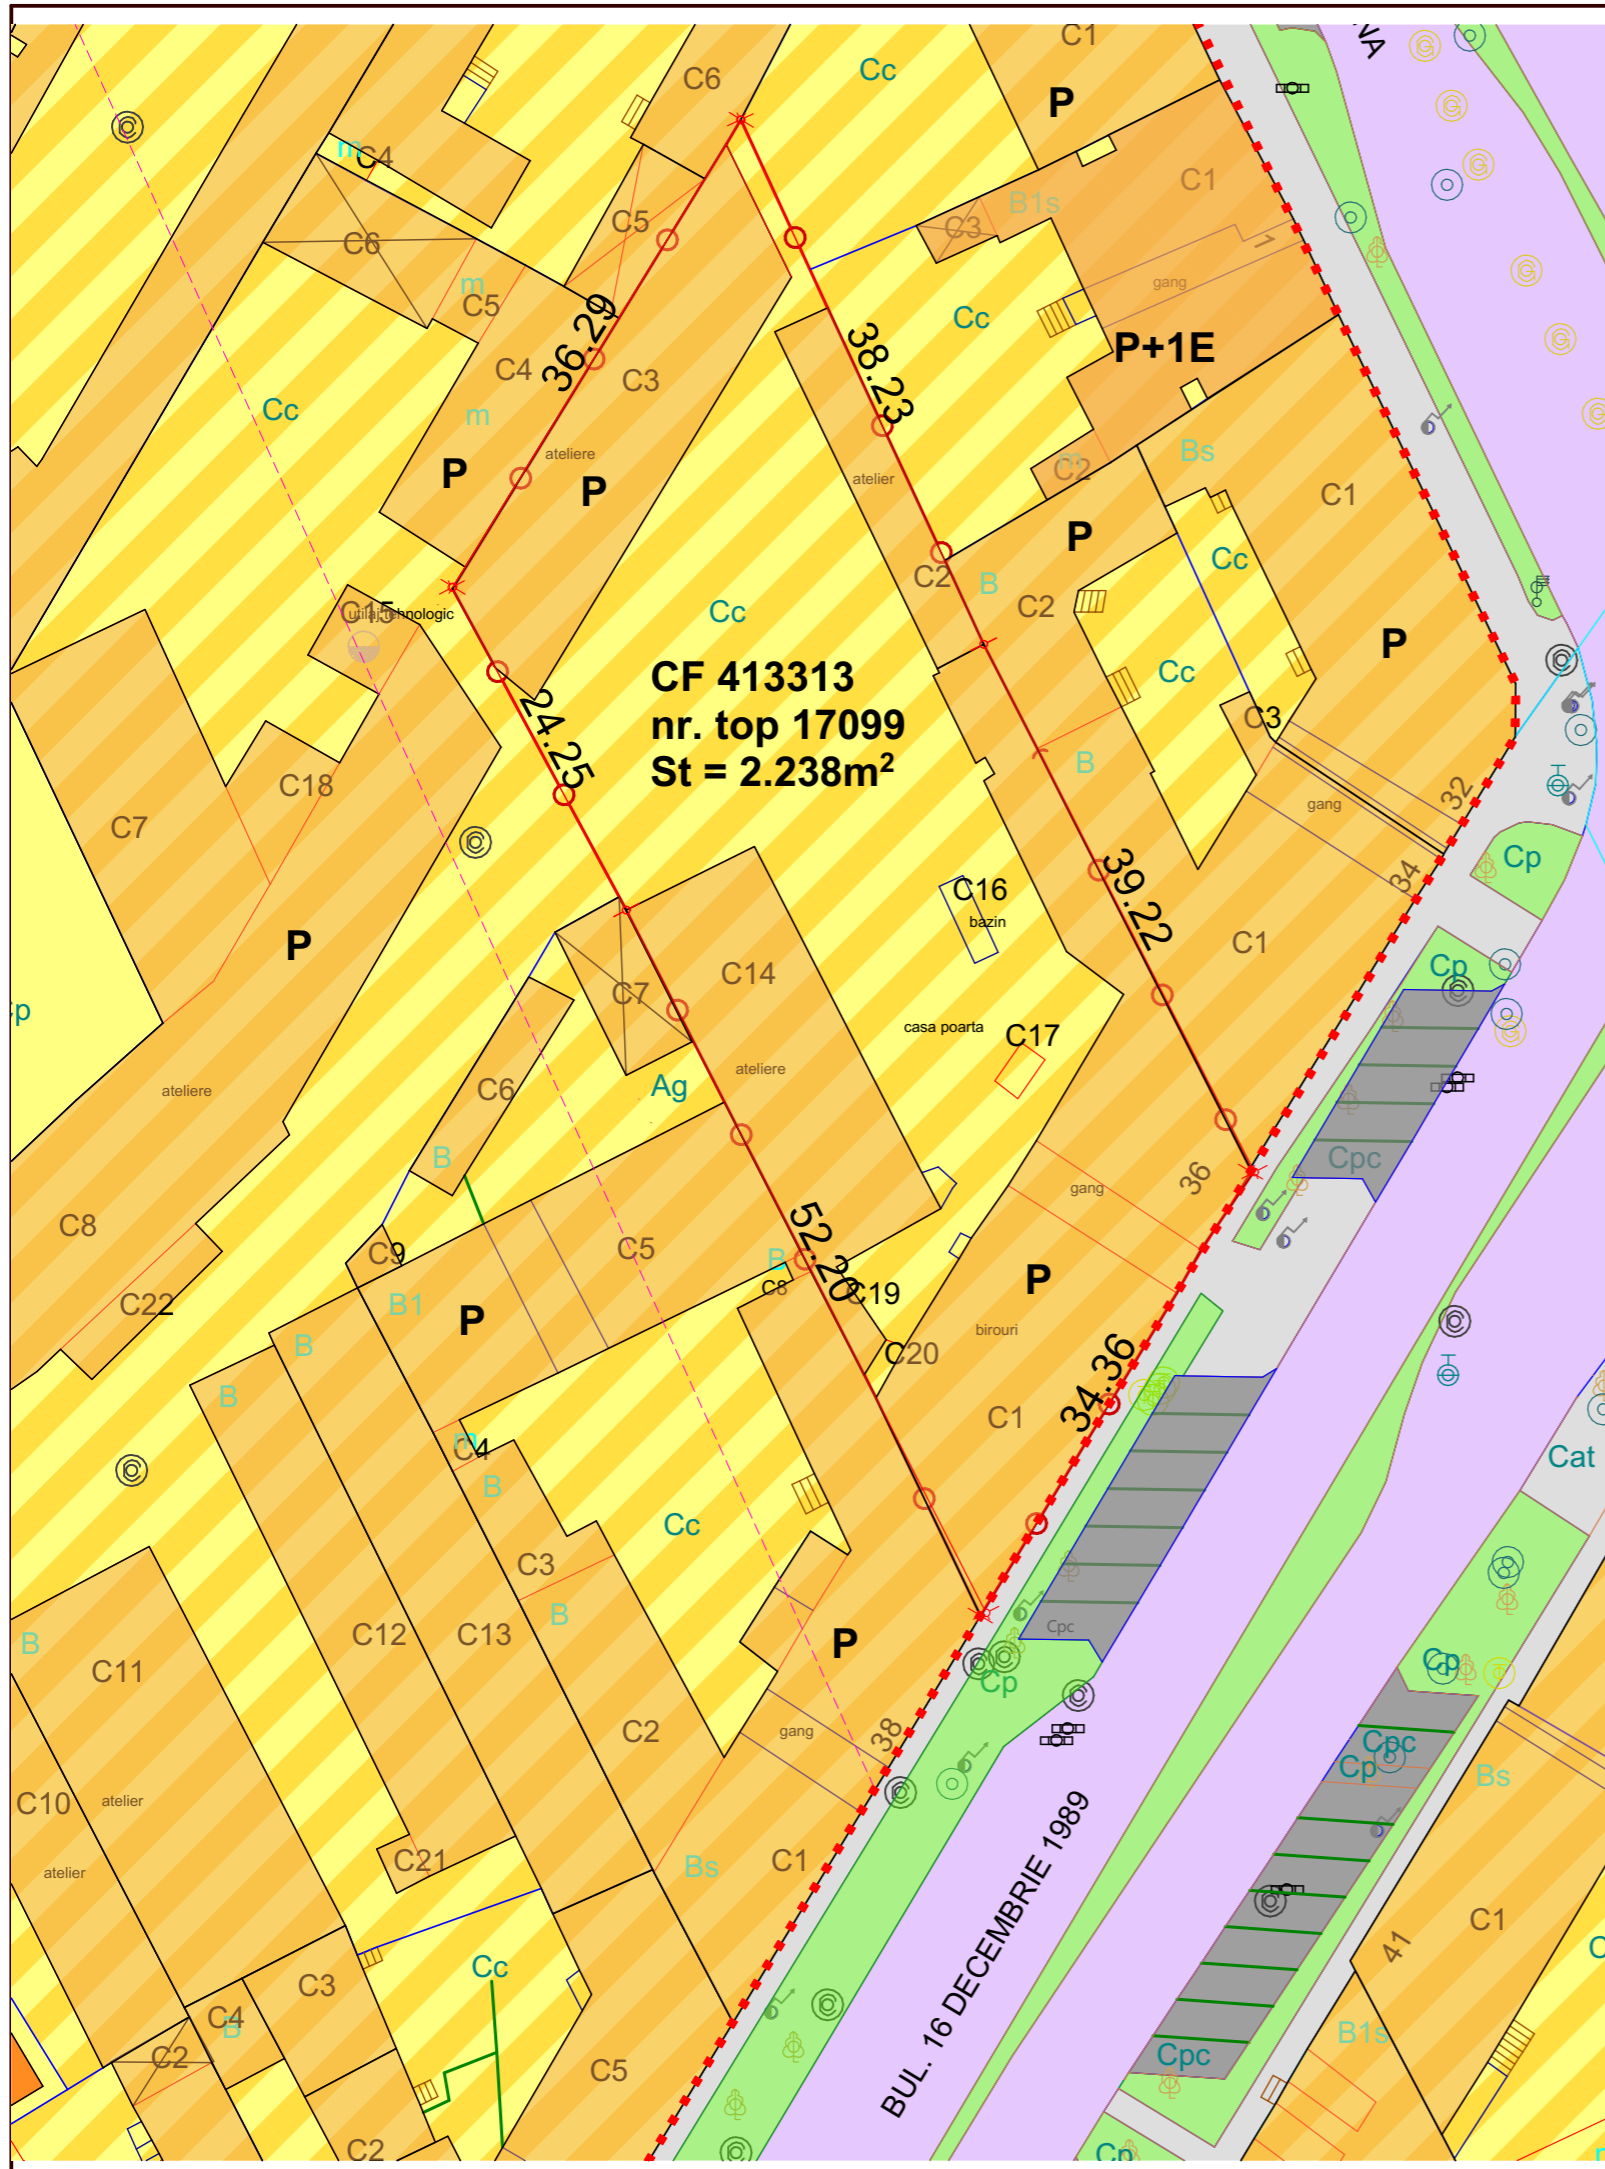 C1
NA
C6
Cc
P
m
C4
C1
C5
B1s
C3
C6
1
m
C5
gang
Cc
36.29
38.23
P+1E
C4
C3
Cc
m
Bs
ateliere
m
C2
P
atelier
P
C1
P
Cc
C2
B
C2
C15
utilaj tehnologic
Cc
P
CF 413313
Cc
nr. top 17099
C3
24.25
B
St = 2.238m²
C18
32
gang
C7
Cp
39.22
34
C16
bazin
P
C1
C14
Cp
C7
p
casa poarta
C17
ateliere
ateliere
Ag
C6
B
Cpc
36
gang
C8
52.20
C5
C9
B
P
C8
C19
C22
B1
P
birouri
B
C20
34.36
B
C1
m
C4
Cat
B
Cc
C3
B
C12
C13
B
P
Cpc
C11
Cp
Cp
C2
gang
38
Cpc
Cp
Bs
C10
atelier
C21
Bs
C1
atelier
BUL. 16 DECEMBRIE 1989
C1
41
C
Cc
C3
C4
B
B1s
C2
Cpc
C5
C2
Cp